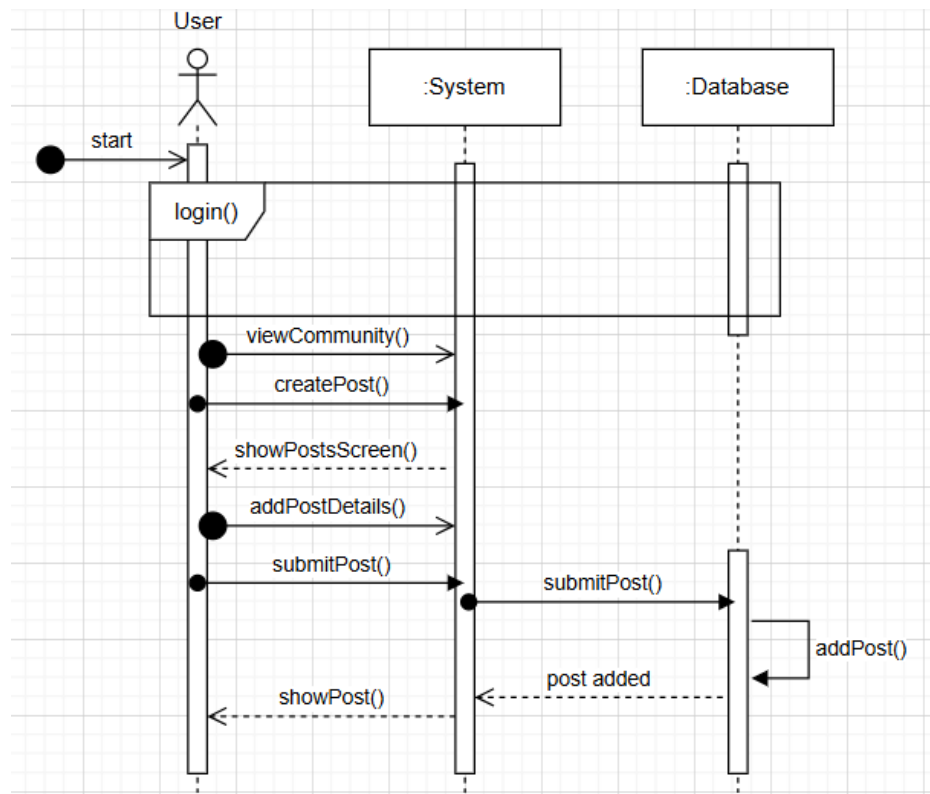 User
:System
:Database
start
login()
viewCommunity()
createPost()
showPostsScreen()
addPostDetails()
submitPost()
submitPost()
addPost()
post added
showPost()